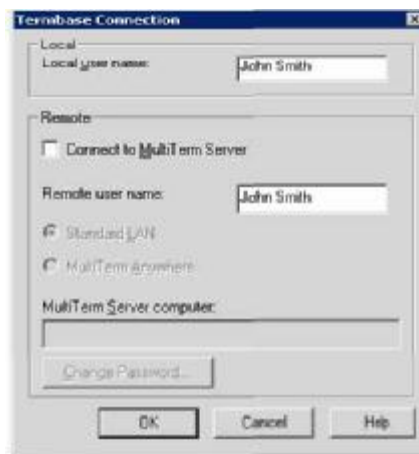 Termibase Connection
Local
Local user name:
John Smith
Remote
Connect to MultiTerm Server
Remote user name:
John Smith
Standard LAN
MultiTerm Anywhere
MultiTerm Server computer:
Change Password...
OK
Cancel
Help